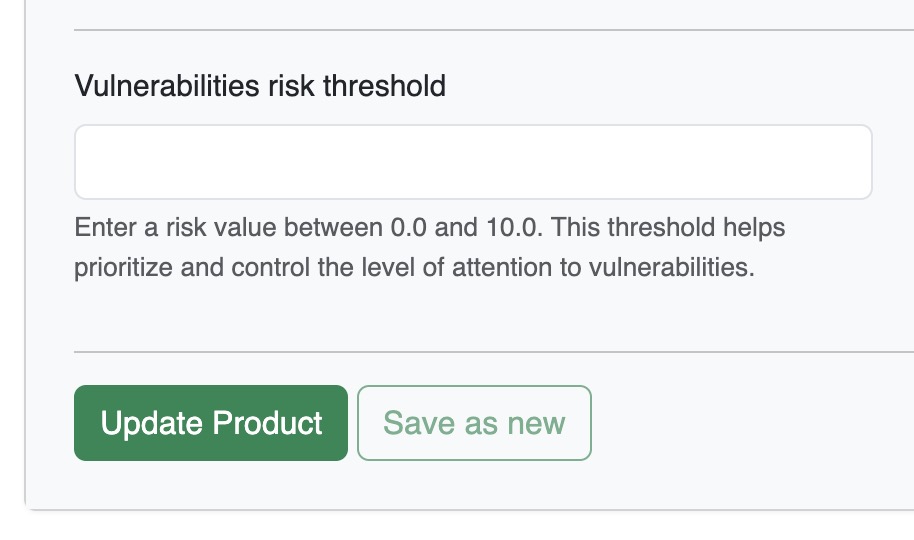 Vulnerabilities risk threshold
Enter a risk value between 0.0 and 10.0. This threshold helps
prioritize and control the level of attention to vulnerabilities.
Update Product
Save as new